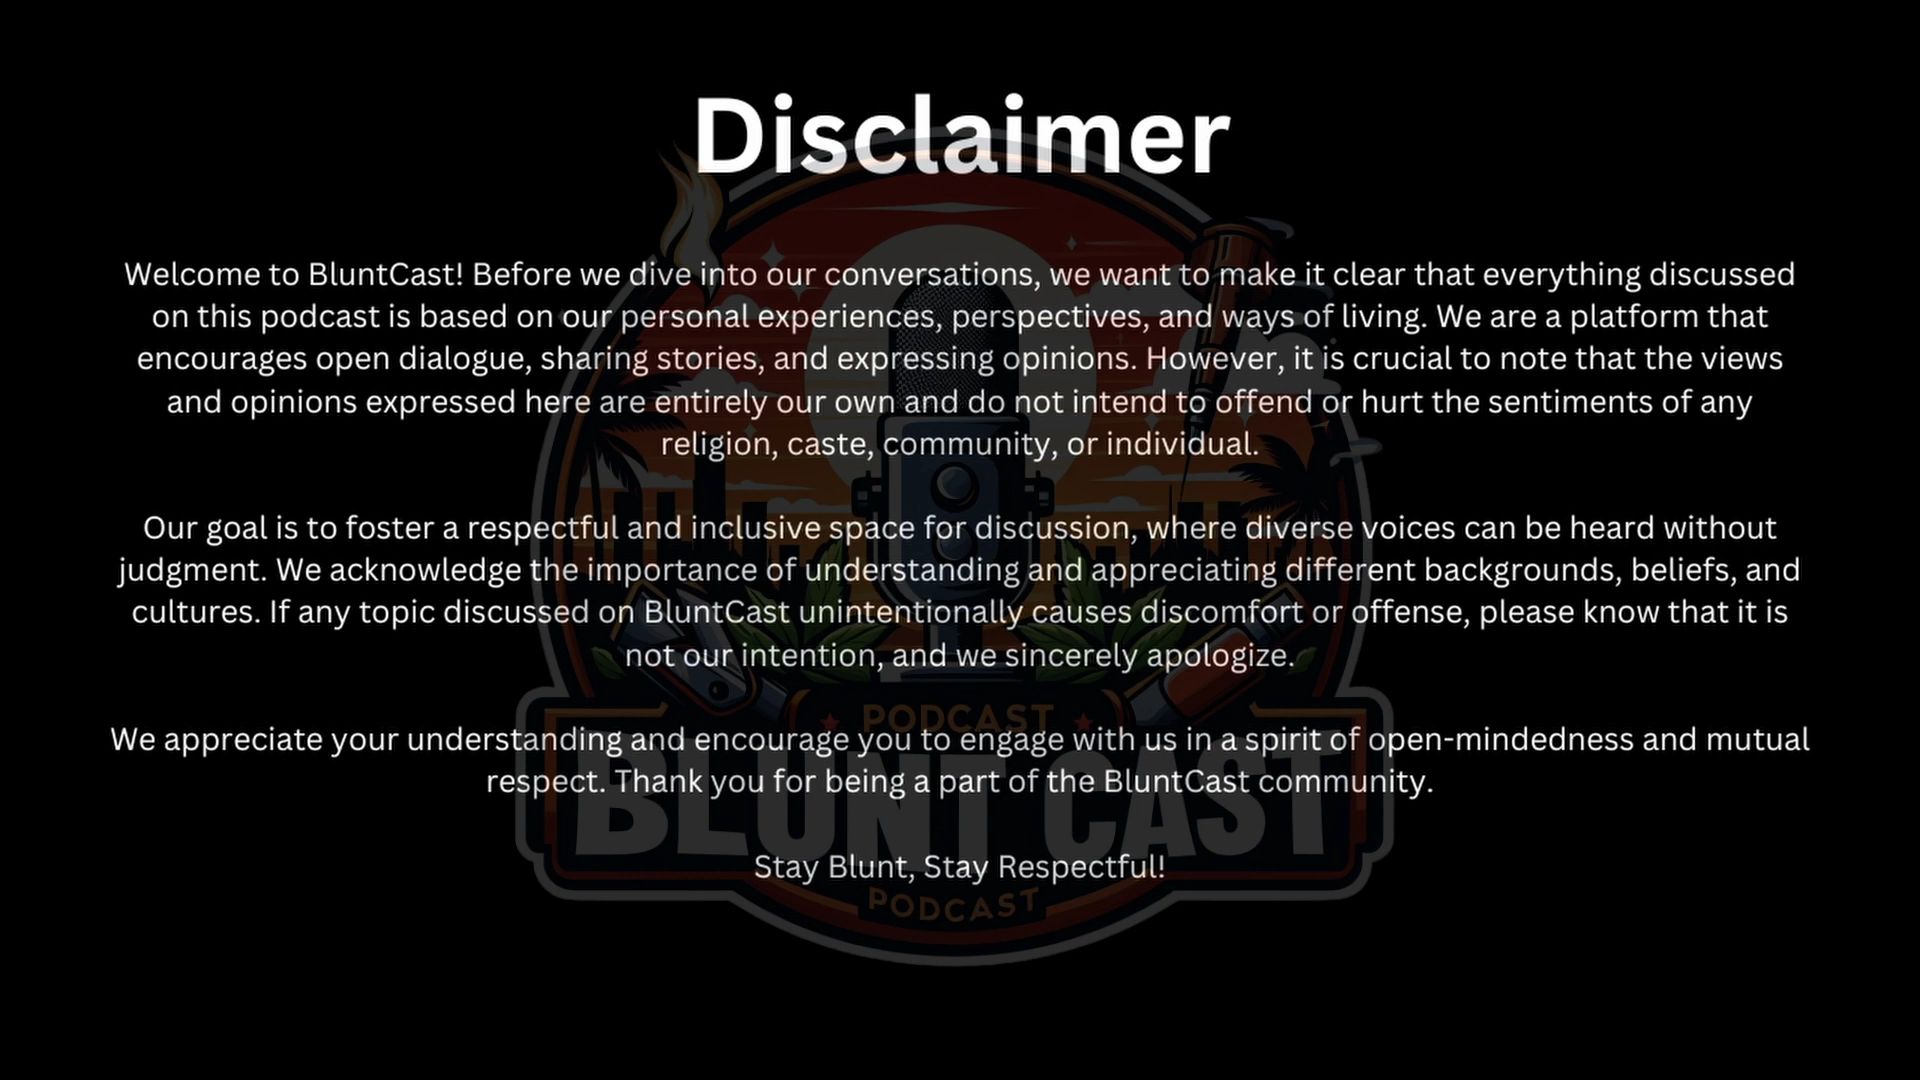 Disclaimer
Welcome to BluntCast! Before we dive into our conversations, we want to make it clear that everything discussed
on this podcast is based on our personal experiences, perspectives, and ways of living. We are a platform that
encourages open dialogue, sharing stories, and expressing opinions. However, it is crucial to note that the views
and opinions expressed here are entirely our own and do not intend to offend or hurt the sentiments of any
religion, caste, community, or individual.
Our goal is to foster a respectful and inclusive space for discussion, where diverse voices can be heard without
judgment. We acknowledge the importance of understanding and appreciating different backgrounds, beliefs, and
cultures. If any topic discussed on BluntCast unintentionally causes discomfort or offense, please know that it is
not our intention, and we sincerely apologize.
PODCAST
We appreciate your understanding and encourage you to engage with us in a spirit of open-mindedness and mutual
respect. Thank you for being a part of the BluntCast community.
BLUNT CAST
Stay Blunt, Stay Respectful!
PODCAST